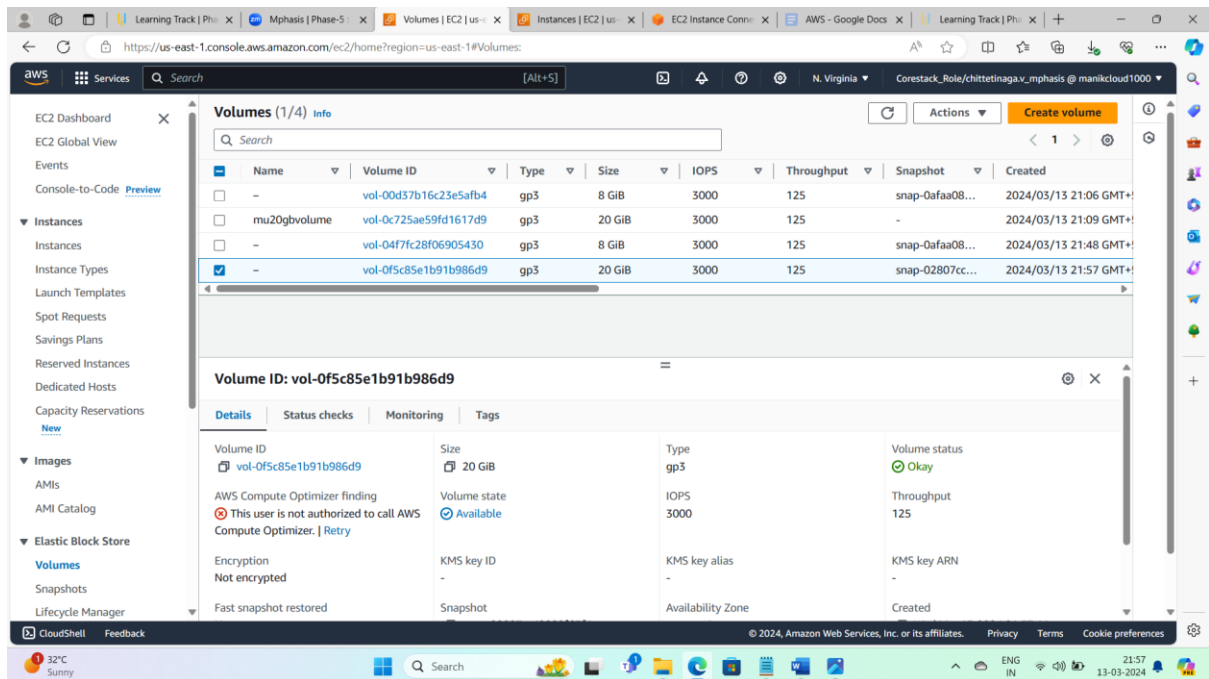 Learning Track | Pha
Mphasis | Phase-5 :
Volumes | EC2 | us-e
Instances | EC2 | us-
EC2 Instance Conne
AWS - Google Docs
Learning Track | Pha
https://us-east-1.console.aws.amazon.com/ec2/home?region=us-east-1#Volumes:
aws Services Search [Alt+S] N. Virginia ▼ Corestack_Role/chittetinaga.v_mphasis @ manikcloud1000 ▼
EC2 Dashboard
EC2 Global View
Events
Console-to-Code Preview
Instances
Instances
Instance Types
Launch Templates
Spot Requests
Savings Plans
Reserved Instances
Dedicated Hosts
Capacity Reservations
New
Images
AMIs
AMI Catalog
Elastic Block Store
Volumes
Snapshots
Lifecycle Manager
Volumes (1/4) Info
Actions ▼ Create volume
Search
1
Name Volume ID Type Size IOPS Throughput Snapshot Created
– vol-00d37b16c23e5afb4 gp3 8 GiB 3000 125 snap-0afaa08... 2024/03/13 21:06 GMT+
mu20gbvolume vol-0c725ae59fd1617d9 gp3 20 GiB 3000 125 - 2024/03/13 21:09 GMT+
– vol-04f7fc28f06905430 gp3 8 GiB 3000 125 snap-0afaa08... 2024/03/13 21:48 GMT+
– vol-0f5c85e1b91b986d9 gp3 20 GiB 3000 125 snap-02807cc... 2024/03/13 21:57 GMT+
Volume ID: vol-0f5c85e1b91b986d9
Details Status checks Monitoring Tags
Volume ID
vol-0f5c85e1b91b986d9
Size
20 GiB
Type
gp3
Volume status
Okay
AWS Compute Optimizer finding
This user is not authorized to call AWS
Compute Optimizer. | Retry
Volume state
Available
IOPS
3000
Throughput
125
Encryption
Not encrypted
KMS key ID
-
KMS key alias
-
KMS key ARN
-
Fast snapshot restored
Snapshot
Availability Zone
Created
CloudShell Feedback © 2024, Amazon Web Services, Inc. or its affiliates. Privacy Terms Cookie preferences
1
32°C
Sunny
Search
ENG
IN
21:57
13-03-2024